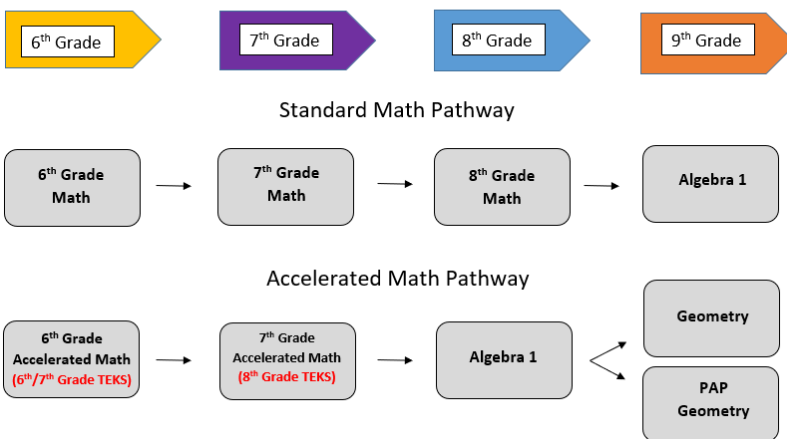 6th Grade
7th Grade
8th Grade
9th Grade
Standard Math Pathway
6th Grade
Math
7th Grade
Math
8th Grade
Math
Algebra 1
Accelerated Math Pathway
6th Grade
Accelerated Math
(6th/7th Grade TEKS)
7th Grade
Accelerated Math
(8th Grade TEKS)
Algebra 1
Geometry
PAP
Geometry